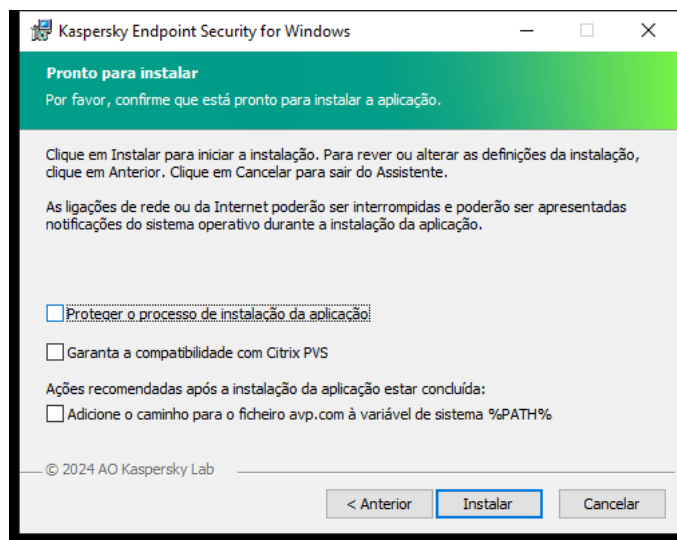 Kaspersky Endpoint Security for Windows
Pronto para instalar
Por favor, confirme que está pronto para instalar a aplicação.
Clique em Instalar para iniciar a instalação. Para rever ou alterar as definições da instalação,
clique em Anterior. Clique em Cancelar para sair do Assistente.
As ligações de rede ou da Internet poderão ser interrompidas e poderão ser apresentadas
notificações do sistema operativo durante a instalação da aplicação.
Proteger o processo de instalação da aplicação
Garanta a compatibilidade com Citrix PVS
Ações recomendadas após a instalação da aplicação estar concluída:
Adicione o caminho para o ficheiro avp.com à variável de sistema %PATH%
© 2024 AO Kaspersky Lab
< Anterior Instalar Cancelar